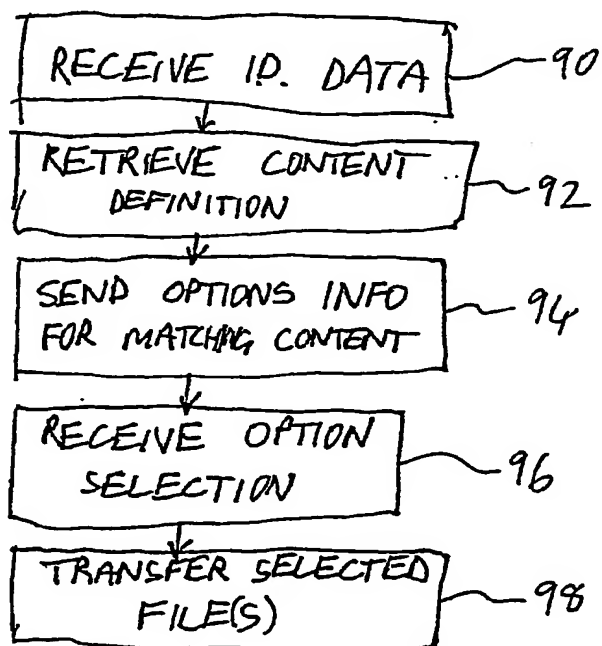 RECEIVE I.D. DATA
90
RETRIEVE CONTENT
DEFINITION
92
SEND OPTIONS INFO
FOR MATCHING CONTENT
94
RECEIVE OPTION
SELECTION
96
TRANSFER SELECTED
FILE(S)
98